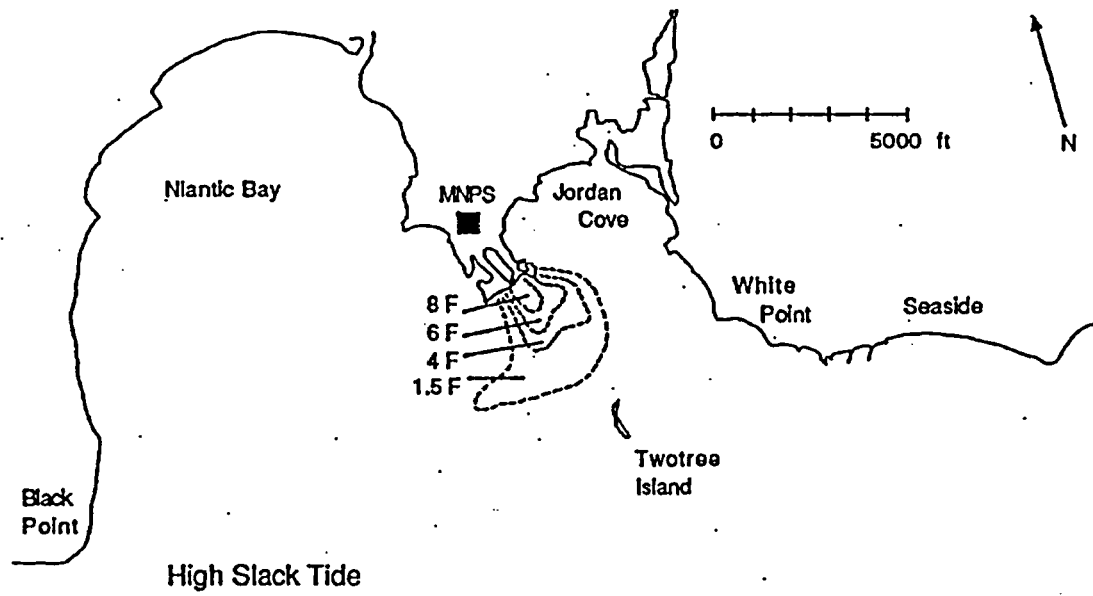 0
5000 ft
N
Niantic Bay
MNPS
Jordan
Cove
White
Point
Seaside
8 F
6 F
4 F
1.5 F
Twotree
Island
Black
Point
High Slack Tide